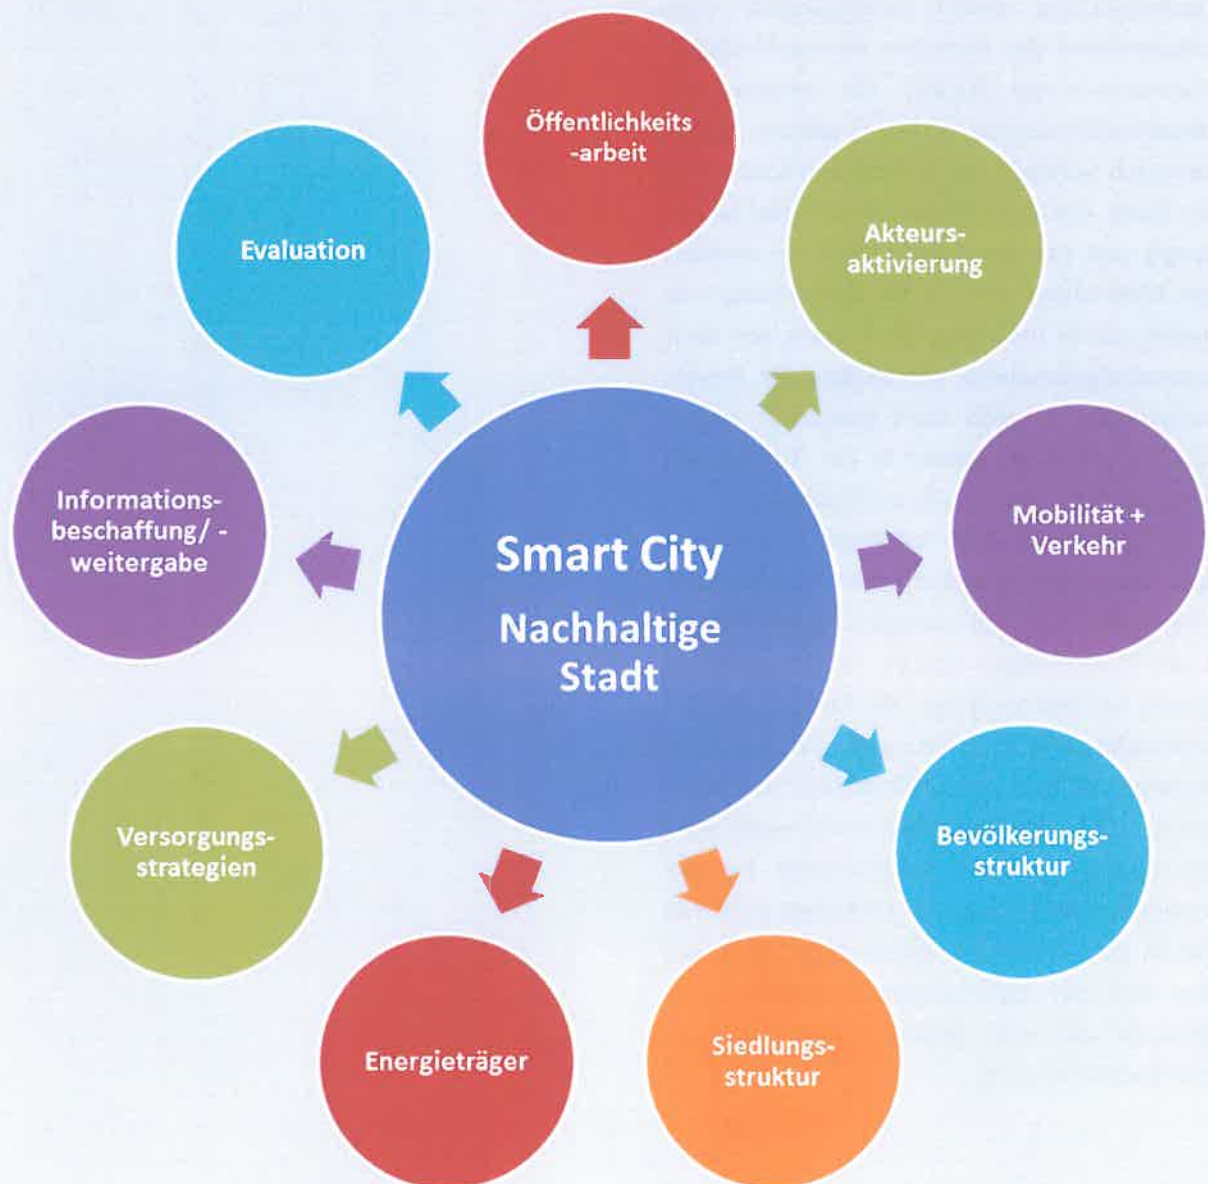 Öffentlichkeits
-arbeit
Akteurs-
aktivierung
Mobilität +
Verkehr
Bevölkerungs-
struktur
Siedlungs-
struktur
Energieträger
Versorgungs-
strategien
Informations-
beschaffung/ -
weitergabe
Evaluation
Smart City
Nachhaltige
Stadt